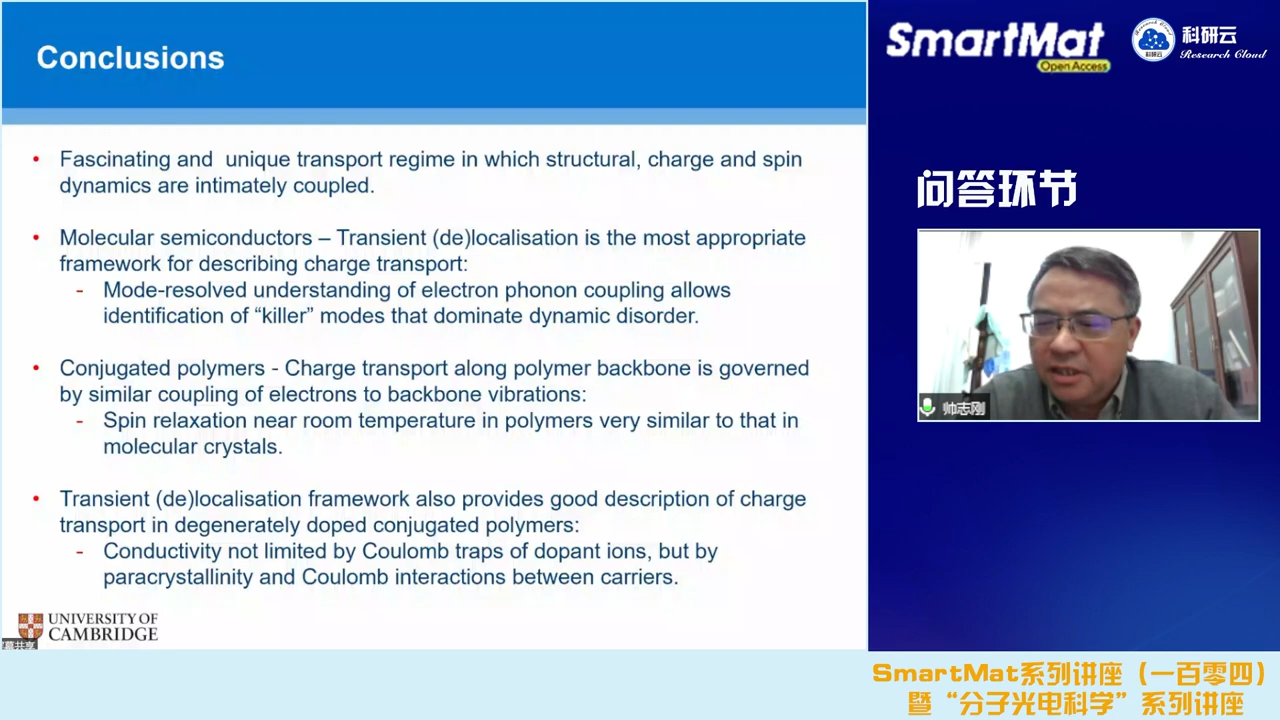 Conclusions
• Fascinating and unique transport regime in which structural, charge and spin
dynamics are intimately coupled.
• Molecular semiconductors – Transient (de)localisation is the most appropriate
framework for describing charge transport:
- Mode-resolved understanding of electron phonon coupling allows
identification of “killer” modes that dominate dynamic disorder.
• Conjugated polymers - Charge transport along polymer backbone is governed
by similar coupling of electrons to backbone vibrations:
- Spin relaxation near room temperature in polymers very similar to that in
molecular crystals.
• Transient (de)localisation framework also provides good description of charge
transport in degenerately doped conjugated polymers:
- Conductivity not limited by Coulomb traps of dopant ions, but by
paracrystallinity and Coulomb interactions between carriers.
UNIVERSITY OF
CAMBRIDGE
SmartMat
Open Access
科研云
Research Cloud
问答环节
帅志刚
SmartMat系列讲座（一百零四）
暨“分子光电科学”系列讲座